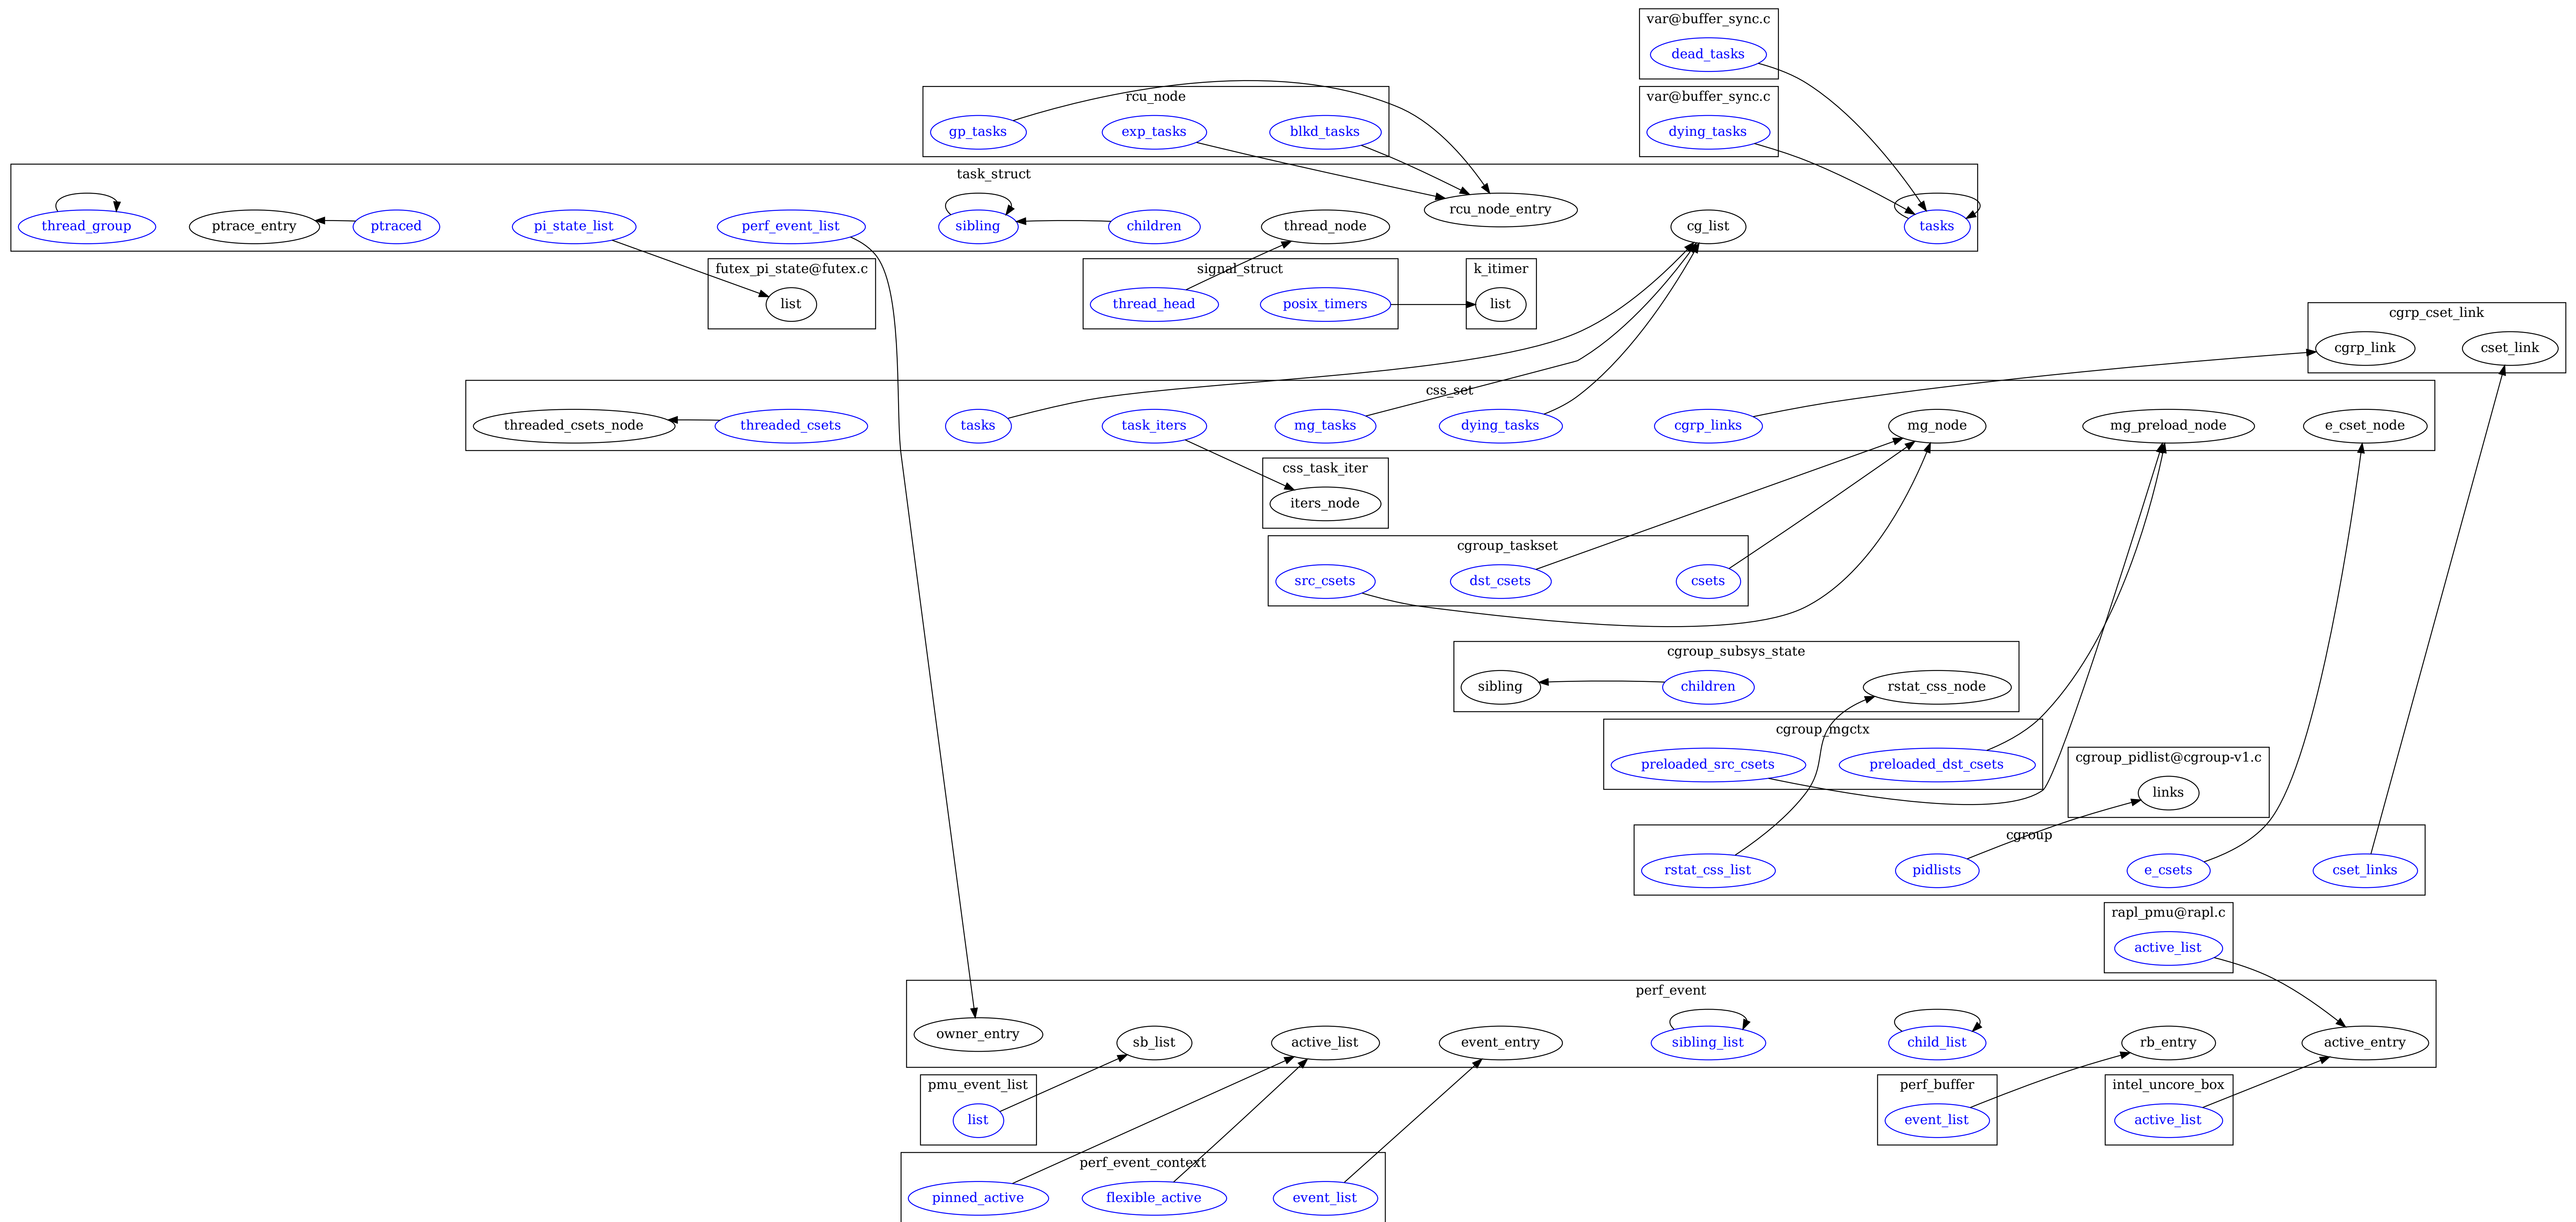 var@buffer_sync.c
dead_tasks
rcu_node
gp_tasks
exp_tasks
blkd_tasks
var@buffer_sync.c
dying_tasks
task_struct
thread_group
ptrace_entry
ptraced
pi_state_list
perf_event_list
sibling
children
thread_node
rcu_node_entry
cg_list
tasks
futex_pi_state@futex.c
list
signal_struct
thread_head
posix_timers
k_itimer
list
cgrp_cset_link
cgrp_link
cset_link
css_set
threaded_csets_node
threaded_csets
tasks
task_iters
mg_tasks
dying_tasks
cgrp_links
mg_node
mg_preload_node
e_cset_node
css_task_iter
iters_node
cgroup_taskset
src_csets
dst_csets
csets
cgroup_subsys_state
sibling
children
rstat_css_node
cgroup_mgctx
preloaded_src_csets
preloaded_dst_csets
cgroup_pidlist@cgroup-v1.c
links
cgroup
rstat_css_list
pidlists
e_csets
cset_links
rapl_pmu@rapl.c
active_list
perf_event
owner_entry
sb_list
active_list
event_entry
sibling_list
child_list
rb_entry
active_entry
pmu_event_list
list
perf_buffer
event_list
intel_uncore_box
active_list
perf_event_context
pinned_active
flexible_active
event_list